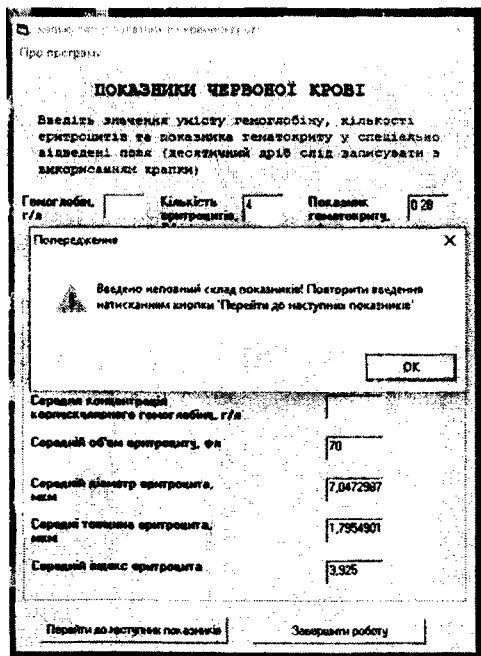 Про програму
ПОКАЗНИКИ ЧЕРВОНОЇ КРОВІ
Введіть значення умісту гемоглобіну, кількості
еритроцитів та показника гематокриту у спеціально
відведені поля (десятичний дріб слід записувати з
використанням крапки)
Гемоглобін, г/л
Кількість еритроцитів, 4
Показник гематокриту, 0.28
Попередження
Введено неповний склад показників! Повторити введення
натисканням кнопки 'Перейти до наступних показників'
OK
Середня концентрація
корпускулярного гемоглобіну, г/л
Середній об'єм еритроциту, фл 70
Середній діаметр еритроцита, мкм 7,0472987
Середня товщина еритроцита, мкм 1,7954901
Середній індекс еритроцита 3,925
Перейти до наступних показників
Завершити роботу